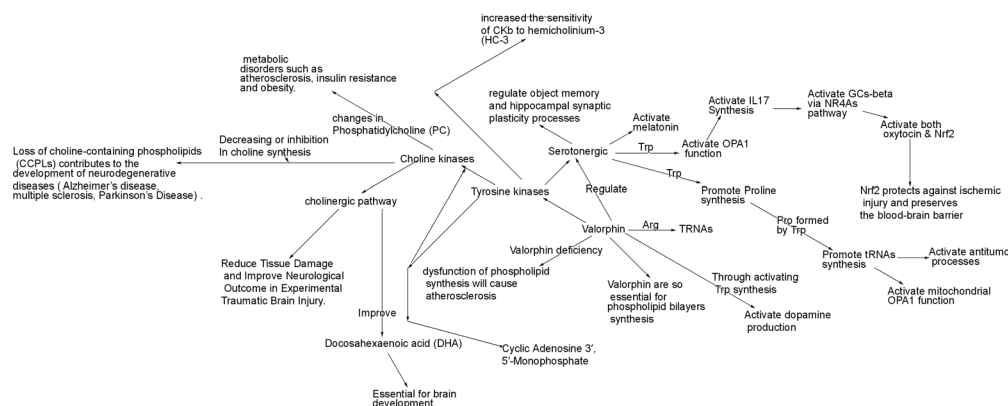 increased the sensitivity
of CKb to hemicholinium-3
(HC-3
metabolic
disorders such as
atherosclerosis, insulin resistance
and obesity.
changes in
Phosphatidylcholine (PC)
Decreasing or inhibition
In choline synthesis
Loss of choline-containing phospholipids
(CCPLs) contributes to the
development of neurodegenerative
diseases ( Alzheimer's disease,
multiple sclerosis, Parkinson's Disease) .
Choline kinases
cholinergic pathway
Reduce Tissue Damage
and Improve Neurological
Outcome in Experimental
Traumatic Brain Injury.
Improve
Docosahexaenoic acid (DHA)
Essential for brain
development
Cyclic Adenosine 3′,
5′-Monophosphate
Tyrosine kinases
regulate object memory
and hippocampal synaptic
plasticity processes
Serotonergic
Activate
melatonin
Trp
Activate OPA1
function
Activate IL17
Synthesis
Activate GCs-beta
via NR4As
pathway
Activate both
oxytocin & Nrf2
Nrf2 protects against ischemic
injury and preserves
the blood-brain barrier
Trp
Promote Proline
synthesis
Pro formed
by Trp
Promote tRNAs
synthesis
Activate antitumo
processes
Activate mitochondrial
OPA1 function
Regulate
Valorphin
Arg
TRNAs
Valorphin deficiency
dysfunction of phospholipid
synthesis will cause
atherosclerosis
Valorphin are so
essential for
phospholipid bilayers
synthesis
Through activating
Trp synthesis
Activate dopamine
production